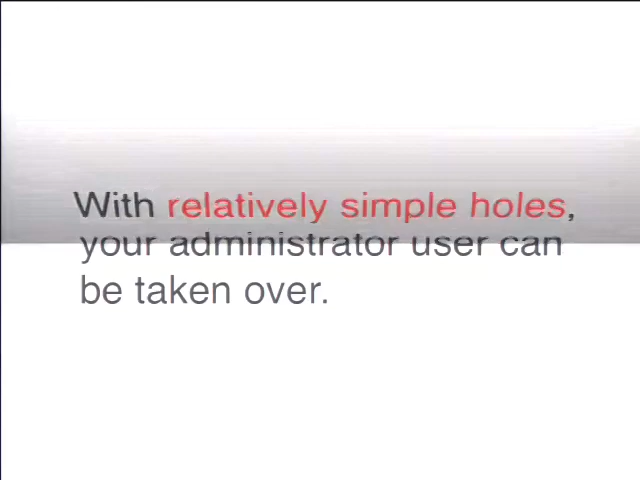 With relatively simple holes,
your administrator user can
be taken over.